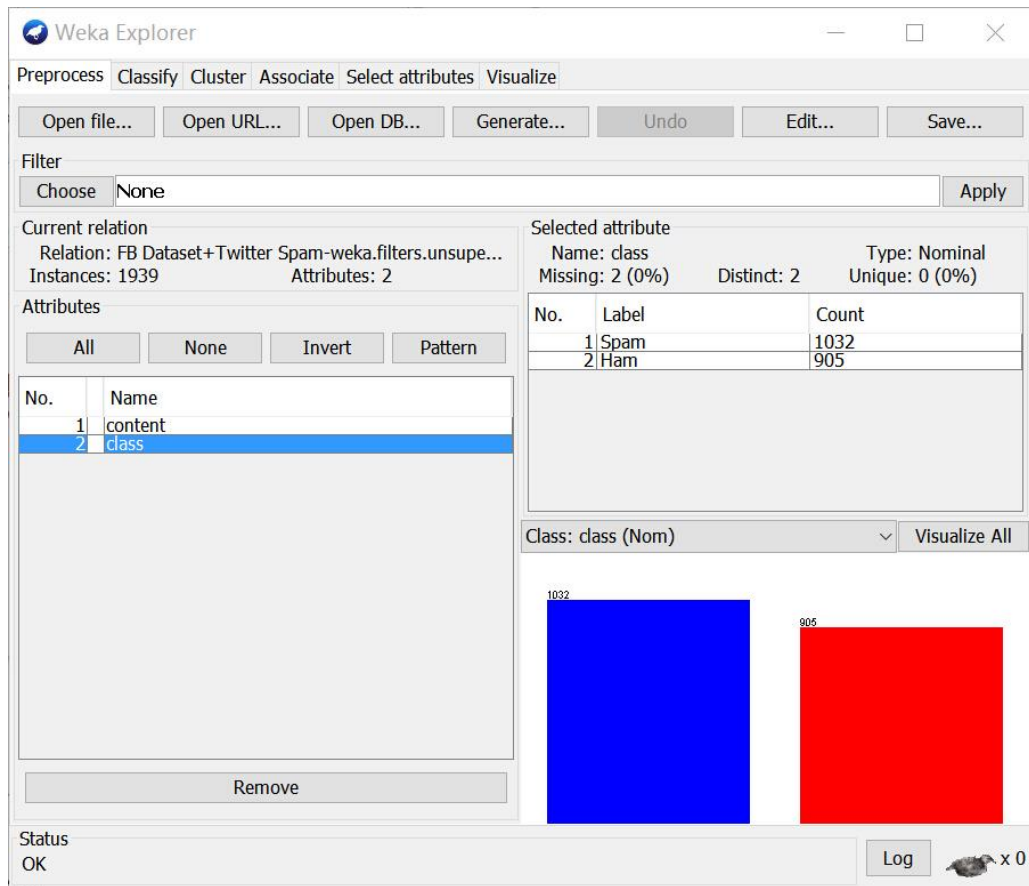 Weka Explorer
Preprocess Classify Cluster Associate Select attributes Visualize
Open file... Open URL... Open DB... Generate... Undo Edit... Save...
Filter
Choose None Apply
Current relation
Relation: FB Dataset+Twitter Spam-weka.filters.unsupe...
Instances: 1939 Attributes: 2
Attributes
All None Invert Pattern
No. Name
1 content
2 class
Remove
Selected attribute
Name: class Type: Nominal
Missing: 2 (0%) Distinct: 2 Unique: 0 (0%)
No. Label Count
1 Spam 1032
2 Ham 905
Class: class (Nom) Visualize All
1032
905
Status
OK
Log x 0